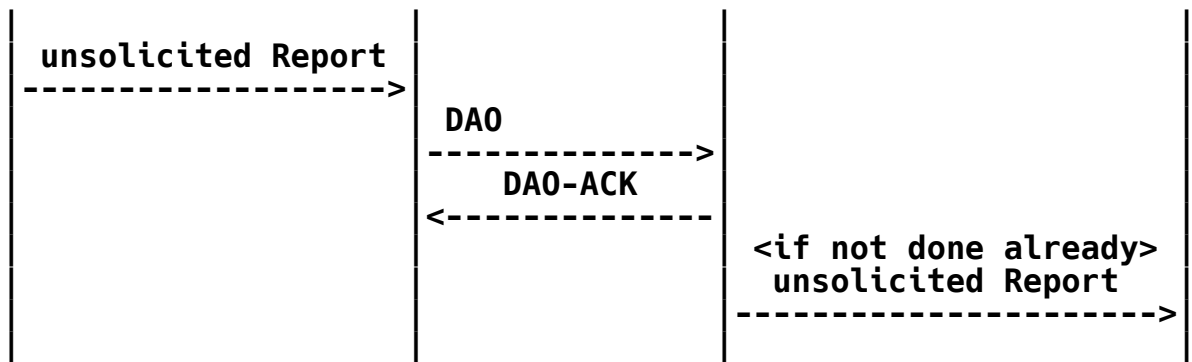 unsolicited Report
------------------->
DAO
-------------->
DAO-ACK
<--------------
<if not done already>
unsolicited Report
----------------------->